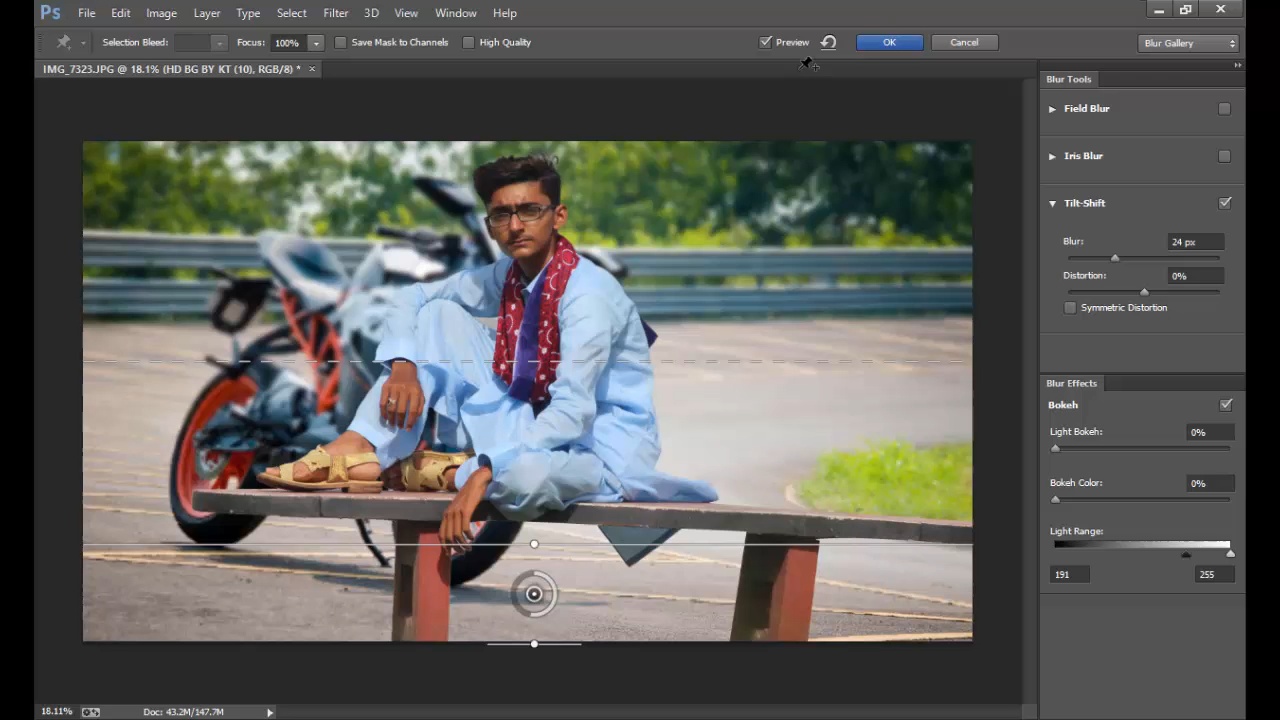 Ps File Edit Image Layer Type Select Filter 3D View Window Help
Selection Bleed: Focus: 100% Save Mask to Channels High Quality Preview OK Cancel Blur Gallery
IMG_7323.JPG @ 18.1% (HD BG BY KT (10), RGB/8) * ×
Blur Tools
Field Blur
Iris Blur
Tilt-Shift
Blur: 24 px
Distortion: 0%
Symmetric Distortion
Blur Effects
Bokeh
Light Bokeh: 0%
Bokeh Color: 0%
Light Range:
191 255
18.11% Doc: 43.2M/147.7M